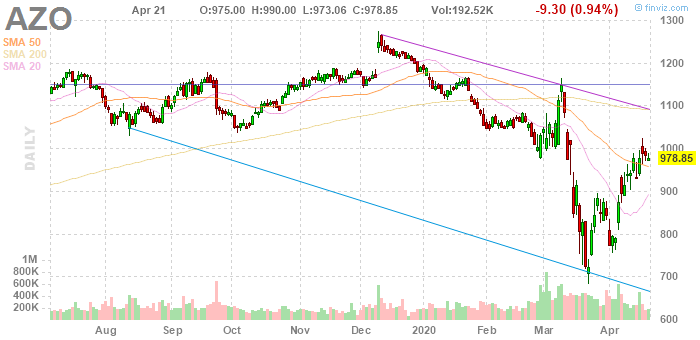 AZO
Apr 21 O:975.00 H:990.00 L:973.06 C:978.85 Vol:192.52K -9.30 (0.94%)
© finviz.com
SMA 50
SMA 200
SMA 20
DAILY
1300
1200
1100
1000
978.85
900
800
700
600
1M
800K
600K
400K
200K
Aug Sep Oct Nov Dec 2020 Feb Mar Apr